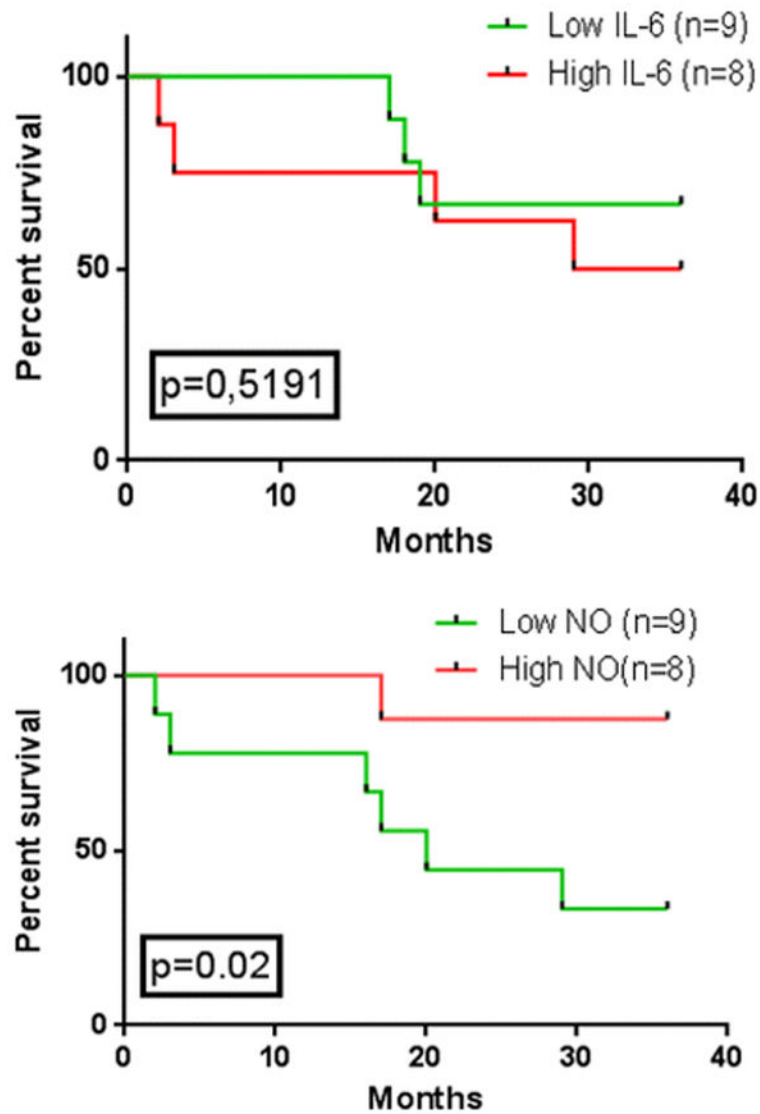 Low IL-6 (n=9)
High IL-6 (n=8)
100
50
0
Percent survival
p=0,5191
0 10 20 30 40
Months
Low NO (n=9)
High NO(n=8)
100
50
0
Percent survival
p=0.02
0 10 20 30 40
Months